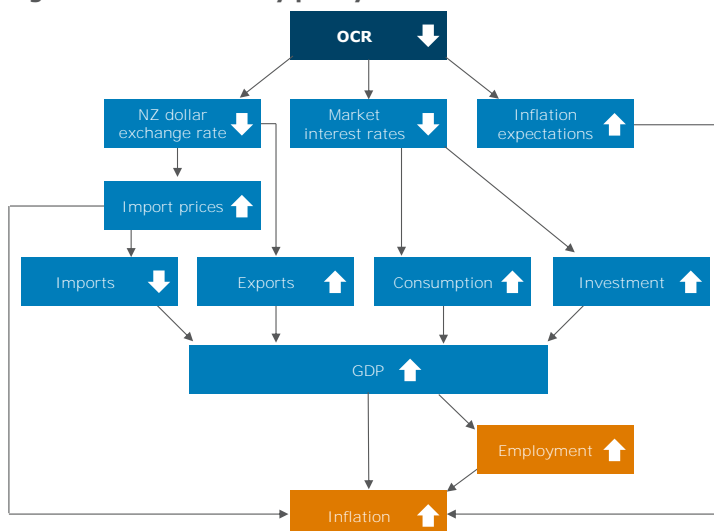 OCR
NZ dollar
exchange rate
Market
interest rates
Inflation
expectations
Import prices
Imports
Exports
Consumption
Investment
GDP
Employment
Inflation